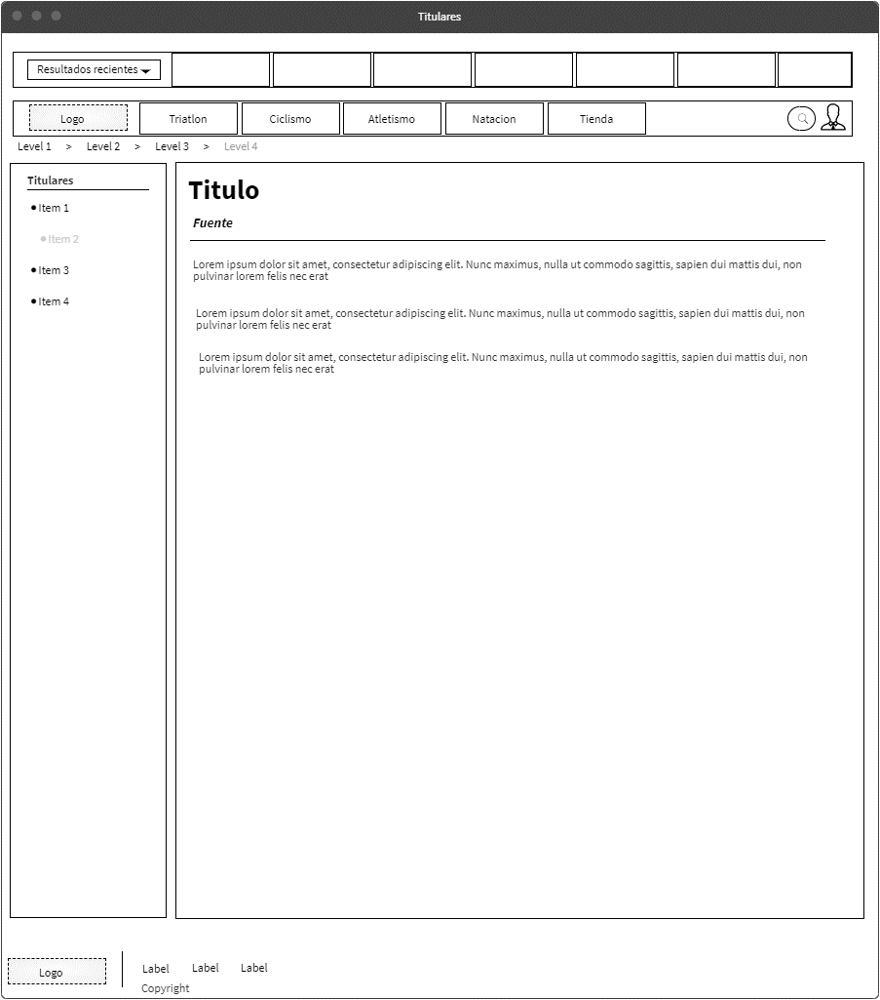 Titulares
Resultados recientes
Logo Triatlon Ciclismo Atletismo Natacion Tienda
Level 1 > Level 2 > Level 3 > Level 4
Titulares
Item 1
Item 2
Item 3
Item 4
Titulo
Fuente
Lorem ipsum dolor sit amet, consectetur adipiscing elit. Nunc maximus, nulla ut commodo sagittis, sapien dui mattis dui, non
pulvinar lorem felis nec erat
Lorem ipsum dolor sit amet, consectetur adipiscing elit. Nunc maximus, nulla ut commodo sagittis, sapien dui mattis dui, non
pulvinar lorem felis nec erat
Lorem ipsum dolor sit amet, consectetur adipiscing elit. Nunc maximus, nulla ut commodo sagittis, sapien dui mattis dui, non
pulvinar lorem felis nec erat
Logo
Label Label Label
Copyright